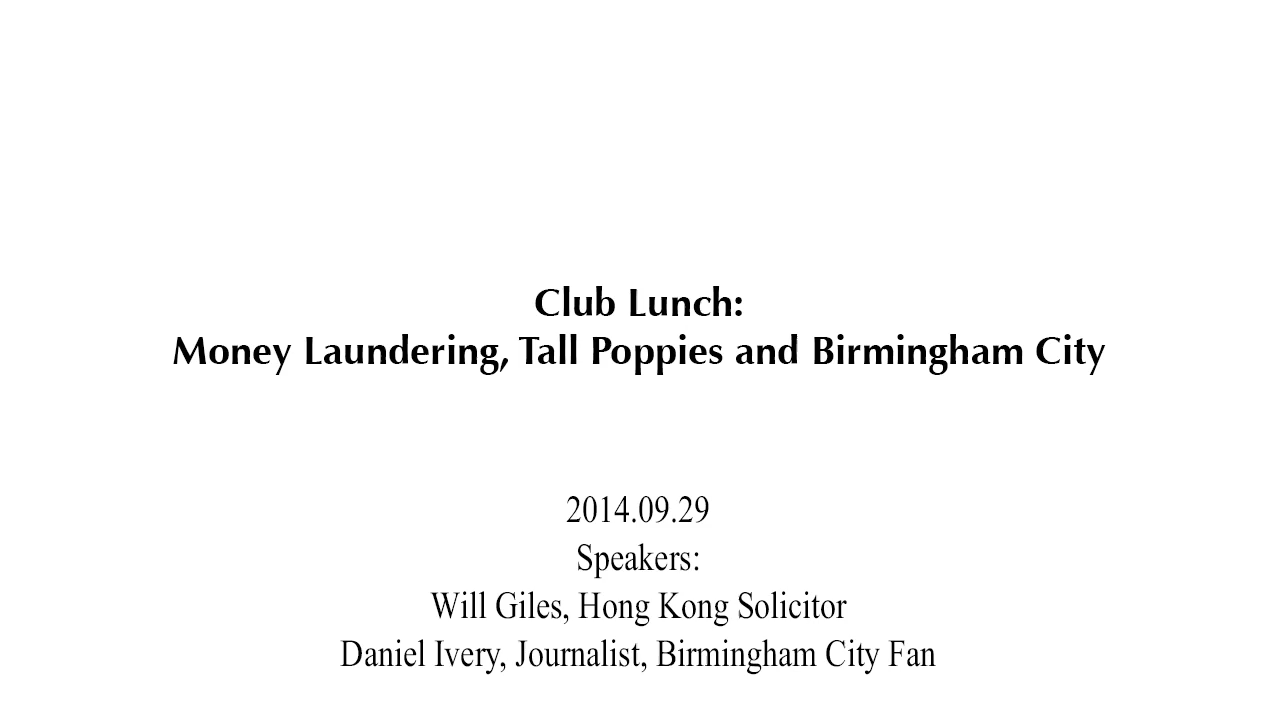 Club Lunch:
Money Laundering, Tall Poppies and Birmingham City
2014.09.29
Speakers:
Will Giles, Hong Kong Solicitor
Daniel Ivery, Journalist, Birmingham City Fan